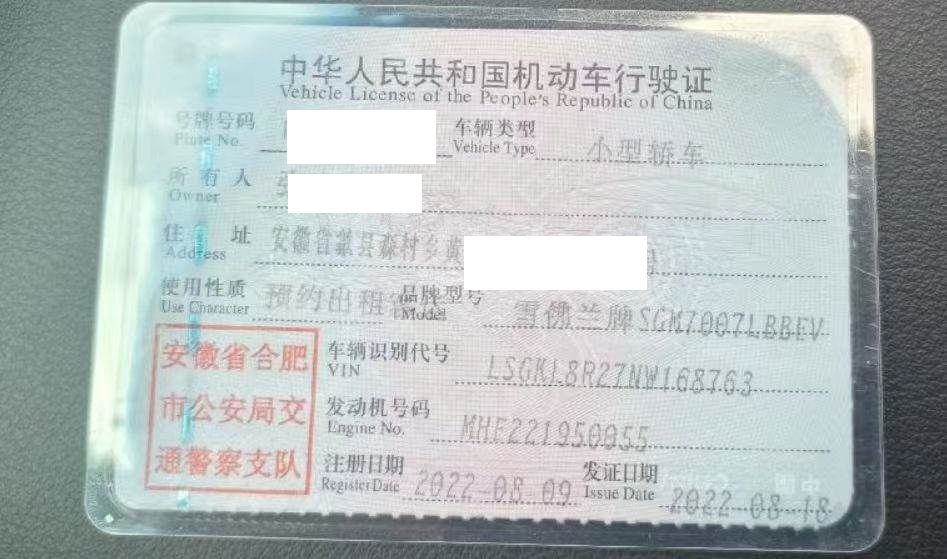 中华人民共和国机动车行驶证
Vehicle License of the People's Republic of China
号牌号码 车辆类型 小型轿车
Plate No. Vehicle Type
所有人
Owner
住址 安徽省歙县森村乡黄
Address
使用性质 预约出租 品牌型号 雪佛兰牌SGM7007LBBEV
Use Character Model
车辆识别代号 LSGKL8R27NW168763
VIN
发动机号码 MHE221950855
Engine No.
注册日期 2022-08-09 发证日期 2022-08-18
Register Date Issue Date
安徽省合肥
市公安局交
通警察支队